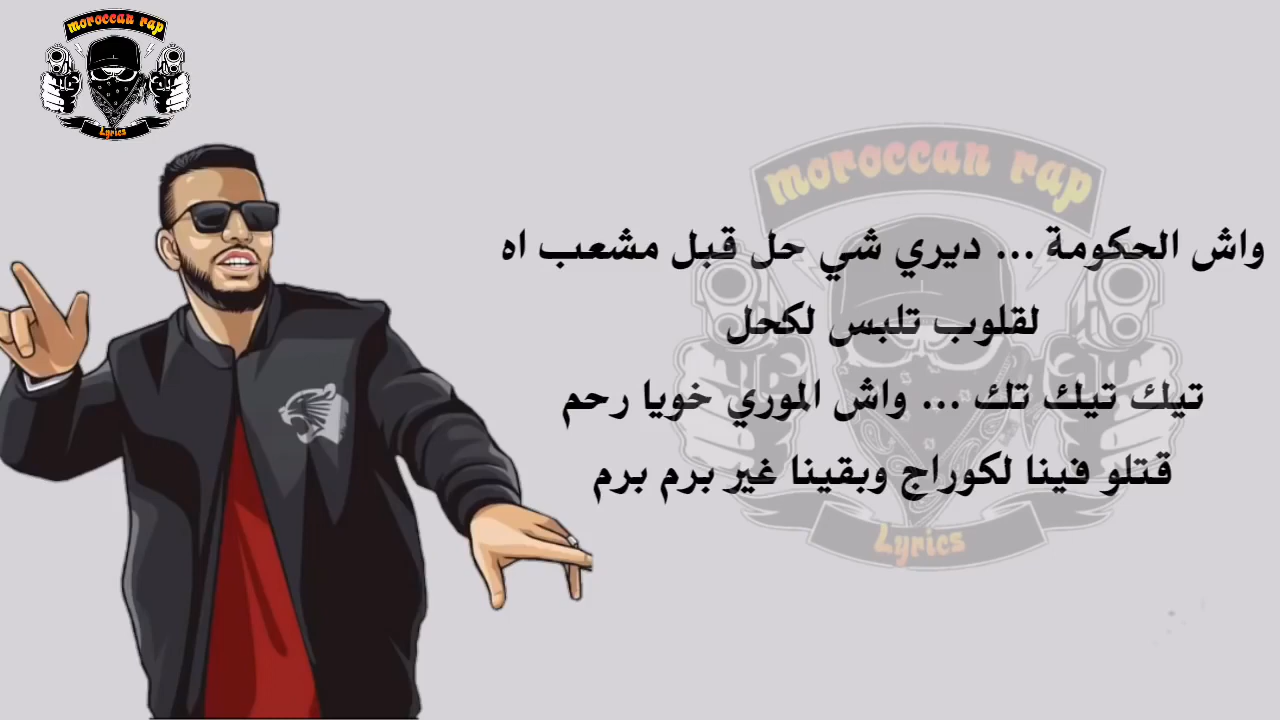 moroccan rap
Lyrics
moroccan rap
واش الحكومة ... ديري شي حل قبل مشعب اه
لقلوب تلبس لكحل
تيك تيك تك ... واش الموري خويا رحم
قتلو فينا لكوراج وبقينا غير برم برم
Lyrics